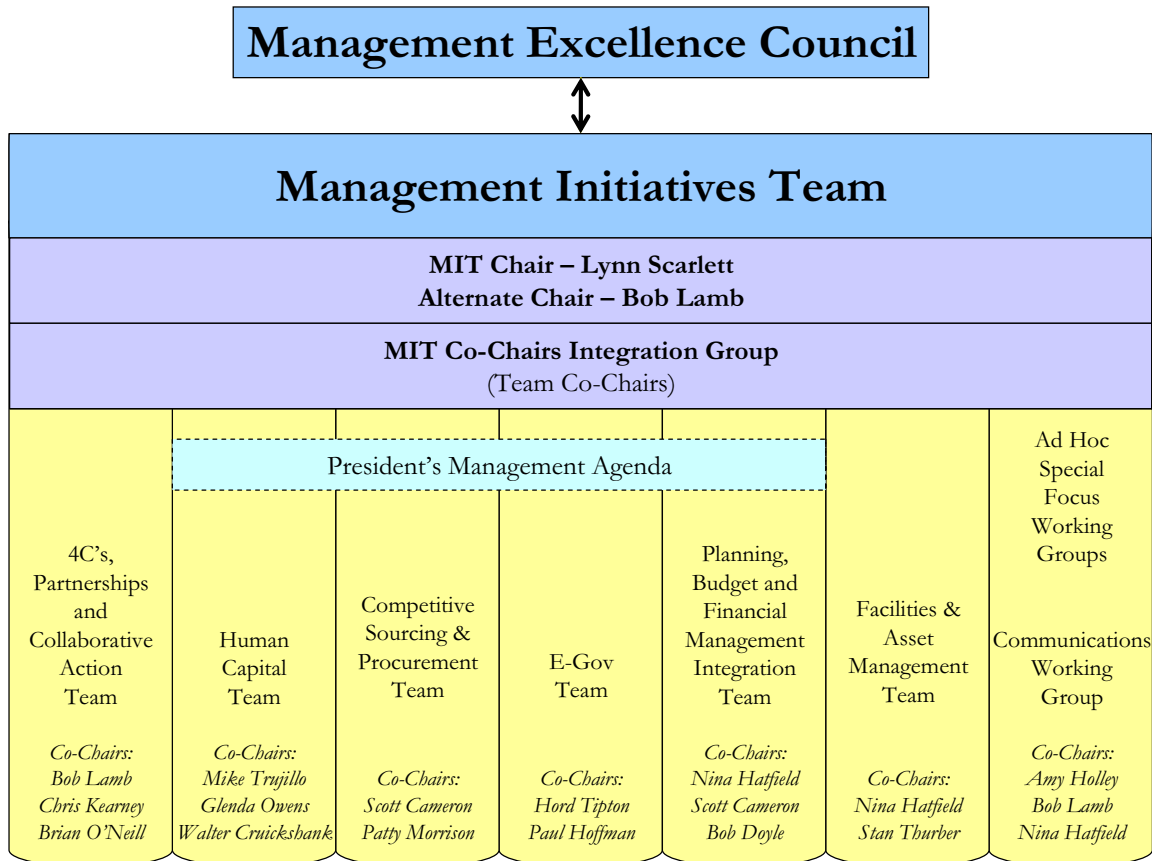 Management Excellence Council
Management Initiatives Team
MIT Chair – Lynn Scarlett
Alternate Chair – Bob Lamb
MIT Co-Chairs Integration Group
(Team Co-Chairs)
President’s Management Agenda
4C’s,
Partnerships
and
Collaborative
Action
Team
Co-Chairs:
Bob Lamb
Chris Kearney
Brian O’Neill
Human
Capital
Team
Co-Chairs:
Mike Trujillo
Glenda Owens
Walter Cruickshank
Competitive
Sourcing &
Procurement
Team
Co-Chairs:
Scott Cameron
Patty Morrison
E-Gov
Team
Co-Chairs:
Hord Tipton
Paul Hoffman
Planning,
Budget and
Financial
Management
Integration
Team
Co-Chairs:
Nina Hatfield
Scott Cameron
Bob Doyle
Facilities &
Asset
Management
Team
Co-Chairs:
Nina Hatfield
Stan Thurber
Ad Hoc
Special
Focus
Working
Groups
Communications
Working
Group
Co-Chairs:
Amy Holley
Bob Lamb
Nina Hatfield